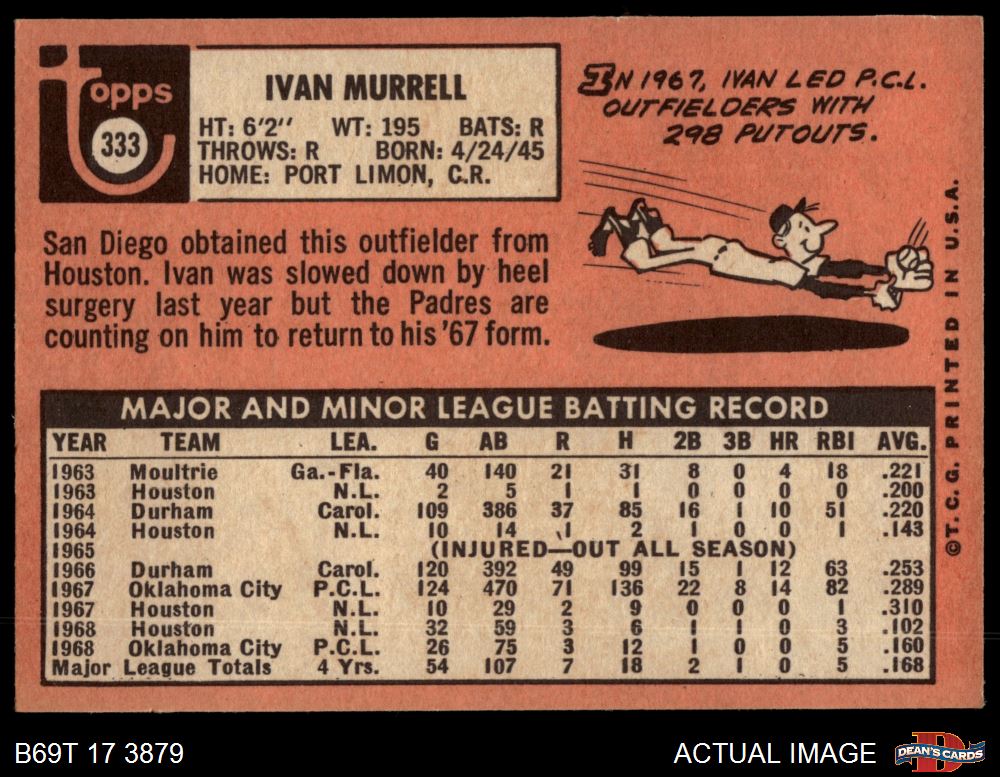 Topps
333
IVAN MURRELL
HT: 6'2" WT: 195 BATS: R
THROWS: R BORN: 4/24/45
HOME: PORT LIMON, C.R.
IN 1967, IVAN LED P.C.L.
OUTFIELDERS WITH
298 PUTOUTS.
San Diego obtained this outfielder from
Houston. Ivan was slowed down by heel
surgery last year but the Padres are
counting on him to return to his '67 form.
©T.C.G. PRINTED IN U.S.A.
MAJOR AND MINOR LEAGUE BATTING RECORD
YEAR TEAM LEA. G AB R H 2B 3B HR RBI AVG.
1963 Moultrie Ga.-Fla. 40 140 21 31 8 0 4 18 .221
1963 Houston N.L. 2 5 1 1 0 0 0 0 .200
1964 Durham Carol. 109 386 37 85 16 1 10 51 .220
1964 Houston N.L. 10 14 1 2 1 0 0 1 .143
1965 (INJURED—OUT ALL SEASON)
1966 Durham Carol. 120 392 49 99 15 1 12 63 .253
1967 Oklahoma City P.C.L. 124 470 71 136 22 8 14 82 .289
1967 Houston N.L. 10 29 2 9 0 0 0 1 .310
1968 Houston N.L. 32 59 3 6 1 1 0 3 .102
1968 Oklahoma City P.C.L. 26 75 3 12 1 0 0 5 .160
Major League Totals 4 Yrs. 54 107 7 18 2 1 0 5 .168
B69T 17 3879
ACTUAL IMAGE
D
DEAN'S CARDS